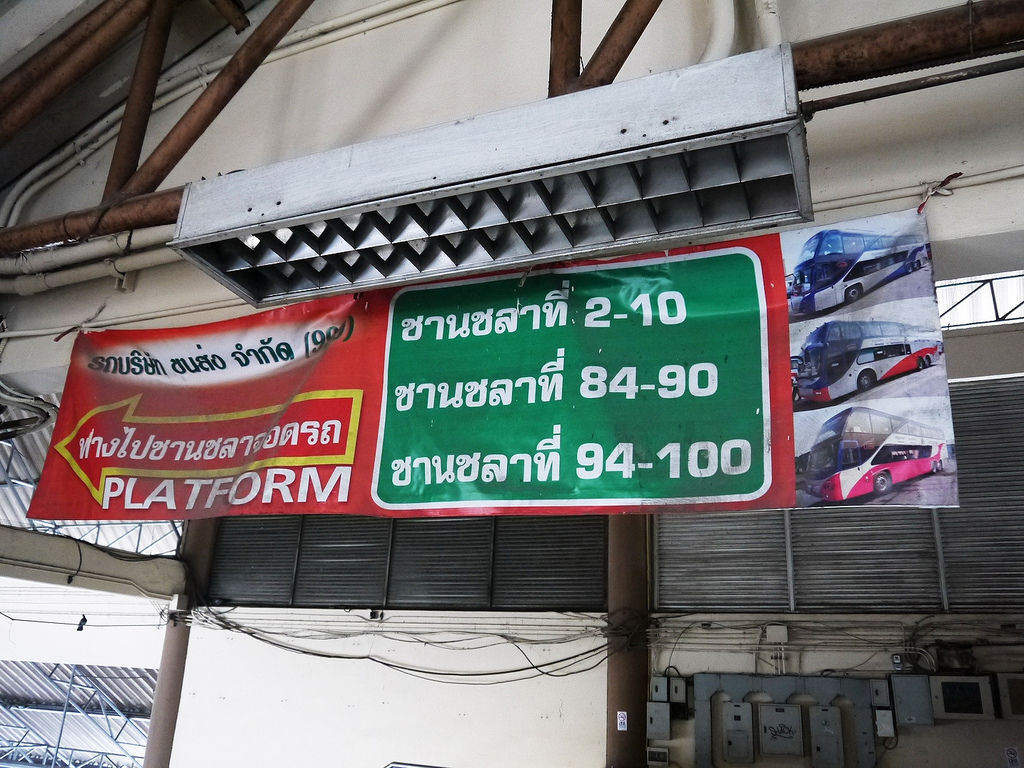 รถบริษัท ขนส่ง จำกัด (999)
ทางไปชานชลาจอดรถ
PLATFORM
ชานชลาที่ 2-10
ชานชลาที่ 84-90
ชานชลาที่ 94-100